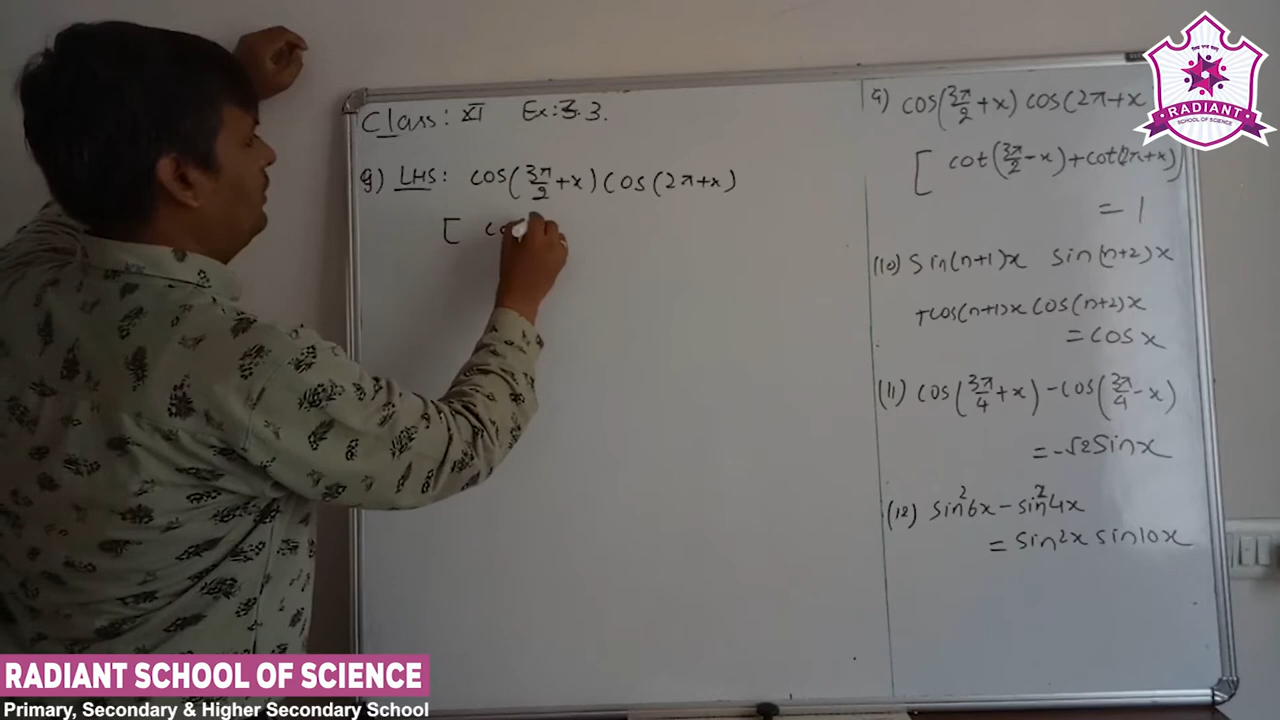 Class: XI Ex: 3.3.
9) LHS: cos(3π/2+x) cos(2π+x)
[ co
9) cos(3π/2+x) cos(2π+x
[ cot(3π/2-x)+cot(2π+x)
= 1
(10) sin(n+1)x sin(n+2)x
+cos(n+1)x cos(n+2)x
= cos x
(11) cos(3π/4+x) - cos(3π/4-x)
= -√2 sin x
(12) sin²6x - sin²4x
= sin2x sin10x
RADIANT
SCHOOL OF SCIENCE
RADIANT SCHOOL OF SCIENCE
Primary, Secondary & Higher Secondary School